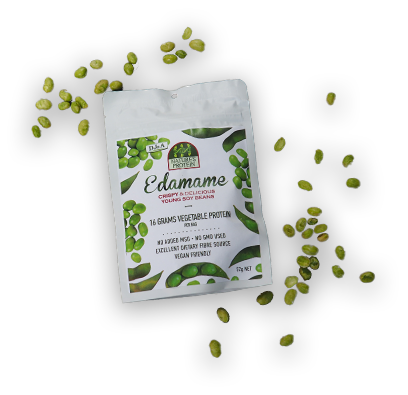 D.J.&A.
NATURE'S
PROTEIN
Edamame
CRISPY & DELICIOUS
YOUNG SOY BEANS
16 GRAMS VEGETABLE PROTEIN
PER BAG
NO ADDED MSG • NO GMO USED
EXCELLENT DIETARY FIBRE SOURCE
VEGAN FRIENDLY
NET